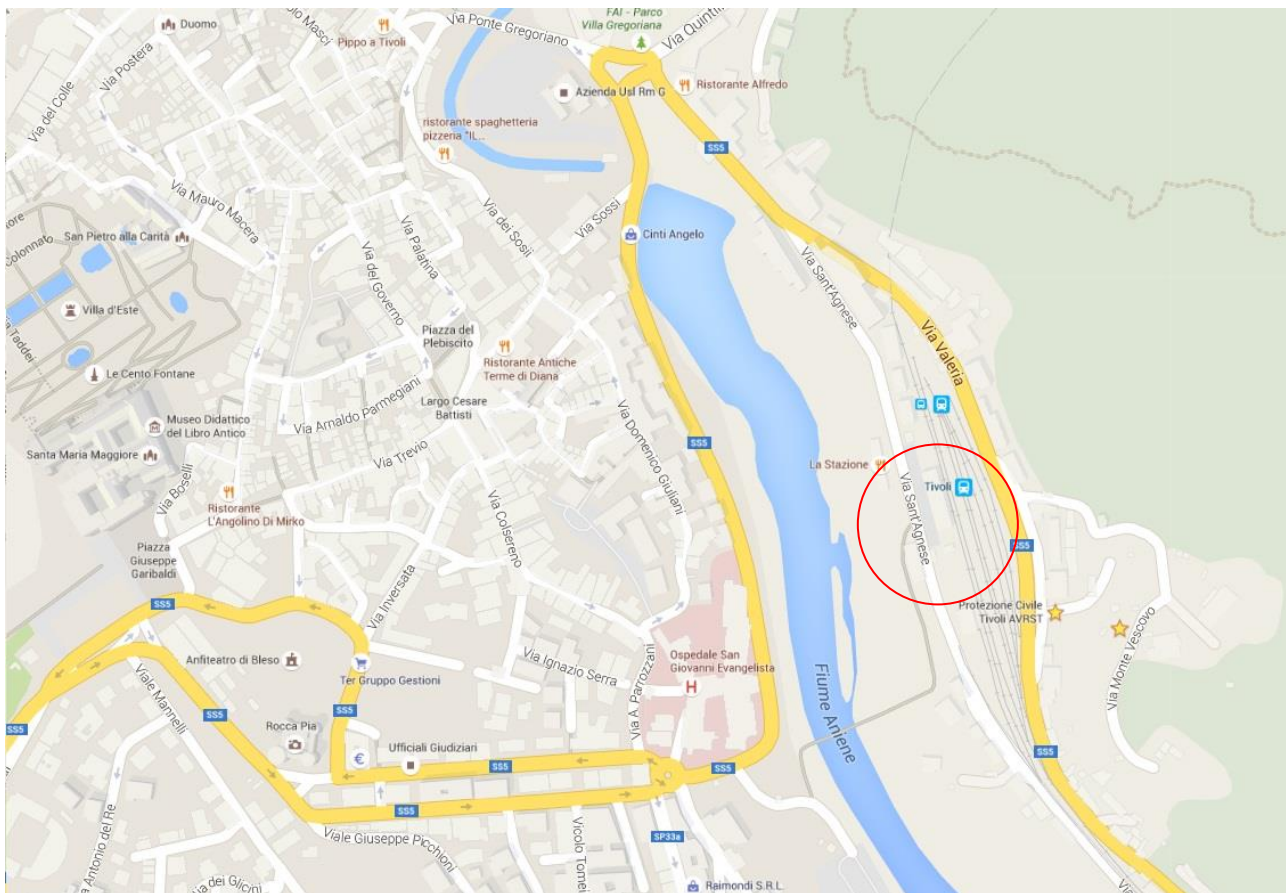 FAI - Parco
Villa Gregoriana
Duomo
Pippo a Tivoli
Via Ponte Gregoriano
Via Postera
Via del Colle
Azienda Usl Rm G
Ristorante Alfredo
ristorante spaghetteria
pizzeria "IL...
SS5
Via Mauro Macera
Via Palatina
Via dei Sosii
Via Sossi
San Pietro alla Carità
Colonnato
Cinti Angelo
Via del Governo
Via Sant'Agnese
Villa d'Este
Piazza del
Plebiscito
Via Valeria
Ristorante Antiche
Terme di Diana
Le Cento Fontane
Largo Cesare
Battisti
Museo Didattico
del Libro Antico
Via Arnaldo Parmegiani
Via Domenico Giuliani
SS5
Santa Maria Maggiore
Via Trevio
La Stazione
Via Boselli
Tivoli
Ristorante
L'Angolino Di Mirko
Via Colsereno
Via Sant'Agnese
Piazza
Giuseppe
Garibaldi
SS5
Via Inversata
SS5
Protezione Civile
Tivoli AVRST
Via Monte Vescovo
Anfiteatro di Bleso
Via Ignazio Serra
Ospedale San
Giovanni Evangelista
H
Via A. Parrozzani
Ter Gruppo Gestioni
Fiume Aniene
Viale Mannelli
SS5
SS5
SS5
Rocca Pia
Ufficiali Giudiziari
€
SS5
SS5
SS5
SS5
Viale Giuseppe Picchioni
Vicolo Tomei
SP33a
Via Antonio del Re
Raimondi S.R.L.